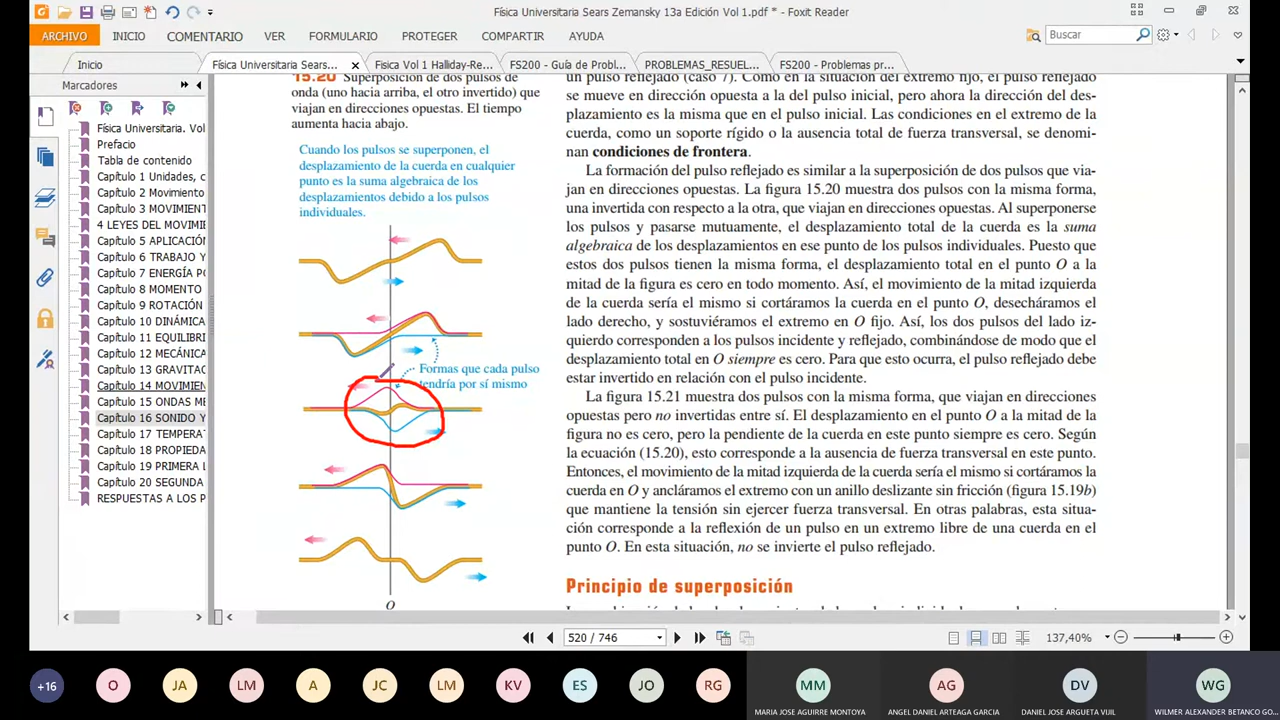 Física Universitaria Sears Zemansky 13a Edición Vol 1.pdf * - Foxit Reader
ARCHIVO INICIO COMENTARIO VER FORMULARIO PROTEGER COMPARTIR AYUDA
Buscar
Inicio
Física Universitaria Sears...
Fisica Vol 1 Halliday-Re...
FS200 - Guía de Probl...
PROBLEMAS_RESUEL...
FS200 - Problemas pr...
Marcadores
Física Universitaria. Vol
Prefacio
Tabla de contenido
Capítulo 1 Unidades, c
Capítulo 2 Movimiento
Capítulo 3 MOVIMIENT
4 LEYES DEL MOVIMIE
Capítulo 5 APLICACIÓN
Capítulo 6 TRABAJO Y
Capítulo 7 ENERGÍA PO
Capítulo 8 MOMENTO
Capítulo 9 ROTACIÓN
Capítulo 10 DINÁMICA
Capítulo 11 EQUILIBRI
Capítulo 12 MECÁNICA
Capítulo 13 GRAVITAC
Capítulo 14 MOVIMIEN
Capítulo 15 ONDAS ME
Capítulo 16 SONIDO Y
Capítulo 17 TEMPERAT
Capítulo 18 PROPIEDAD
Capítulo 19 PRIMERA L
Capítulo 20 SEGUNDA
RESPUESTAS A LOS P
15.20 Superposición de dos pulsos de
onda (uno hacia arriba, el otro invertido) que
viajan en direcciones opuestas. El tiempo
aumenta hacia abajo.
Cuando los pulsos se superponen, el
desplazamiento de la cuerda en cualquier
punto es la suma algebraica de los
desplazamientos debido a los pulsos
individuales.
Formas que cada pulso
tendría por sí mismo
O
un pulso reflejado (caso 7). Como en la situación del extremo fijo, el pulso reflejado
se mueve en dirección opuesta a la del pulso inicial, pero ahora la dirección del des-
plazamiento es la misma que en el pulso inicial. Las condiciones en el extremo de la
cuerda, como un soporte rígido o la ausencia total de fuerza transversal, se denomi-
nan condiciones de frontera.
La formación del pulso reflejado es similar a la superposición de dos pulsos que via-
jan en direcciones opuestas. La figura 15.20 muestra dos pulsos con la misma forma,
una invertida con respecto a la otra, que viajan en direcciones opuestas. Al superponerse
los pulsos y pasarse mutuamente, el desplazamiento total de la cuerda es la suma
algebraica de los desplazamientos en ese punto de los pulsos individuales. Puesto que
estos dos pulsos tienen la misma forma, el desplazamiento total en el punto O a la
mitad de la figura es cero en todo momento. Así, el movimiento de la mitad izquierda
de la cuerda sería el mismo si cortáramos la cuerda en el punto O, desecháramos el
lado derecho, y sostuviéramos el extremo en O fijo. Así, los dos pulsos del lado iz-
quierdo corresponden a los pulsos incidente y reflejado, combinándose de modo que el
desplazamiento total en O siempre es cero. Para que esto ocurra, el pulso reflejado debe
estar invertido en relación con el pulso incidente.
La figura 15.21 muestra dos pulsos con la misma forma, que viajan en direcciones
opuestas pero no invertidas entre sí. El desplazamiento en el punto O a la mitad de la
figura no es cero, pero la pendiente de la cuerda en este punto siempre es cero. Según
la ecuación (15.20), esto corresponde a la ausencia de fuerza transversal en este punto.
Entonces, el movimiento de la mitad izquierda de la cuerda sería el mismo si cortáramos la
cuerda en O y ancláramos el extremo con un anillo deslizante sin fricción (figura 15.19b)
que mantiene la tensión sin ejercer fuerza transversal. En otras palabras, esta situa-
ción corresponde a la reflexión de un pulso en un extremo libre de una cuerda en el
punto O. En esta situación, no se invierte el pulso reflejado.
Principio de superposición
520 / 746
137,40%
+16 O JA LM A JC LM KV ES JO RG MM AG DV WG
MARIA JOSE AGUIRRE MONTOYA
ANGEL DANIEL ARTEAGA GARCIA
DANIEL JOSE ARGUETA VIJIL
WILMER ALEXANDER BETANCO GO...